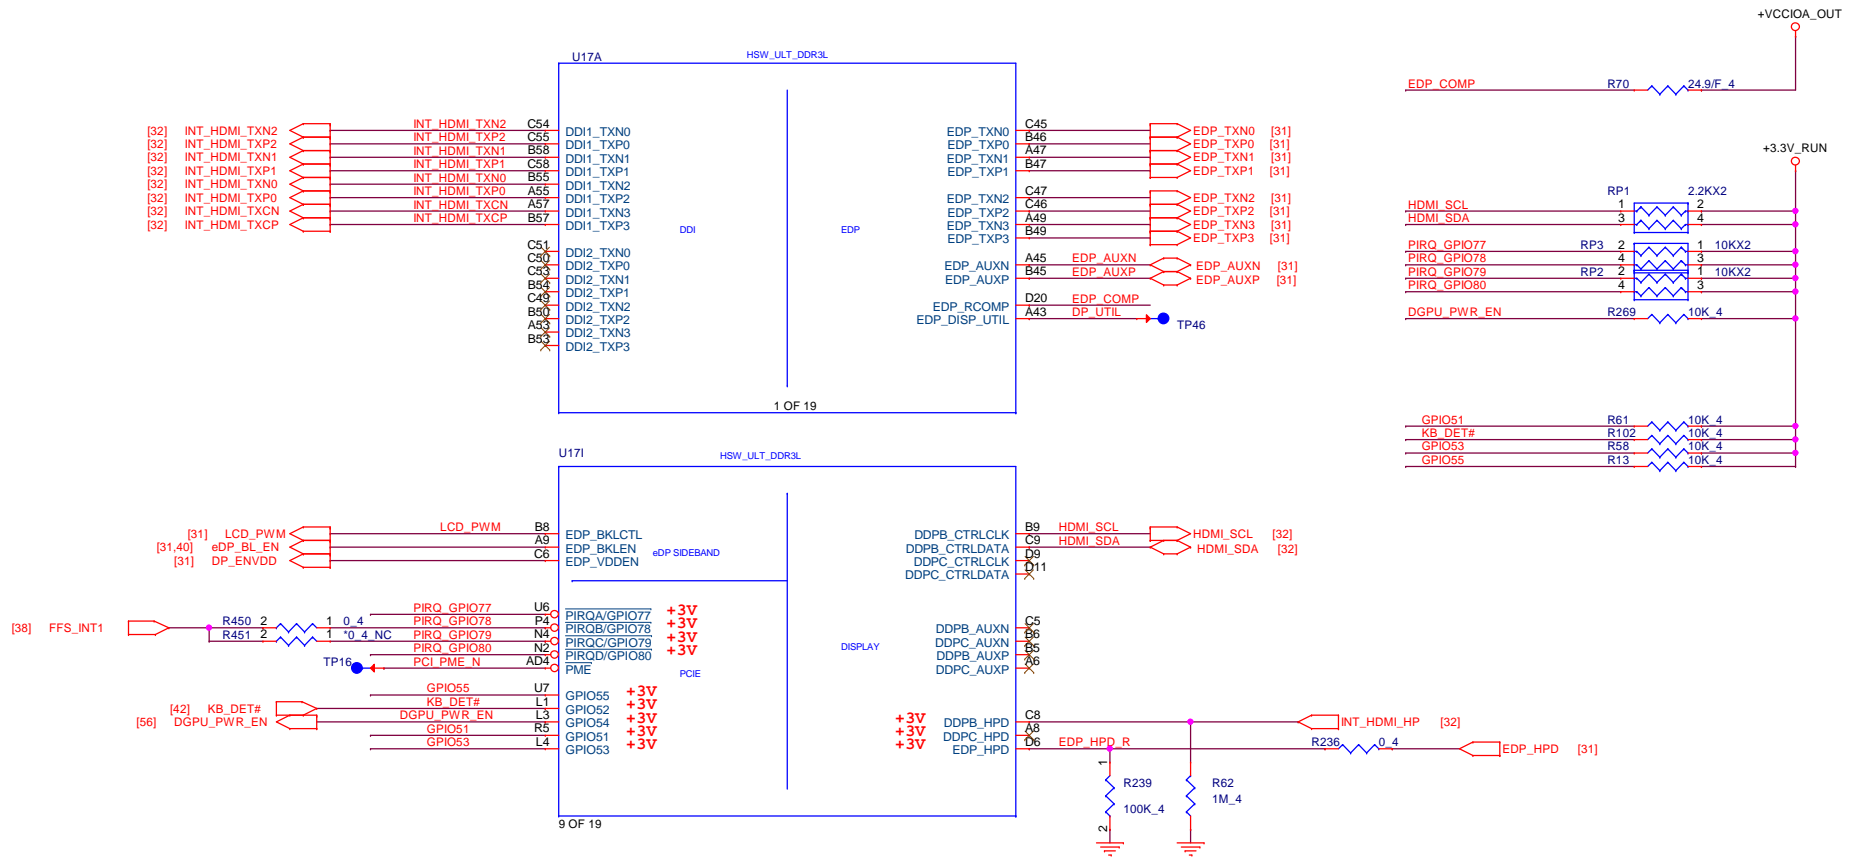 +VCCIOA_OUT
EDP_COMP R70 24.9/F_4
+3.3V_RUN
RP1 2.2KX2
HDMI_SCL 1 2
HDMI_SDA 3 4
PIRQ_GPIO77 RP3 2 1 10KX2
PIRQ_GPIO78 4 3
PIRQ_GPIO79 RP2 2 1 10KX2
PIRQ_GPIO80 4 3
DGPU_PWR_EN R269 10K_4
GPIO51 R61 10K_4
KB_DET# R102 10K_4
GPIO53 R58 10K_4
GPIO55 R13 10K_4
U17A HSW_ULT_DDR3L
[32] INT_HDMI_TXN2 INT_HDMI_TXN2 C54 DDI1_TXN0
[32] INT_HDMI_TXP2 INT_HDMI_TXP2 C55 DDI1_TXP0
[32] INT_HDMI_TXN1 INT_HDMI_TXN1 B58 DDI1_TXN1
[32] INT_HDMI_TXP1 INT_HDMI_TXP1 C58 DDI1_TXP1
[32] INT_HDMI_TXN0 INT_HDMI_TXN0 B55 DDI1_TXN2
[32] INT_HDMI_TXP0 INT_HDMI_TXP0 A55 DDI1_TXP2
[32] INT_HDMI_TXCN INT_HDMI_TXCN A57 DDI1_TXN3
[32] INT_HDMI_TXCP INT_HDMI_TXCP B57 DDI1_TXP3
C51 DDI2_TXN0
C50 DDI2_TXP0
C53 DDI2_TXN1
B54 DDI2_TXP1
C49 DDI2_TXN2
B50 DDI2_TXP2
A53 DDI2_TXN3
B53 DDI2_TXP3
DDI EDP
EDP_TXN0 C45 EDP_TXN0 [31]
EDP_TXP0 B46 EDP_TXP0 [31]
EDP_TXN1 A47 EDP_TXN1 [31]
EDP_TXP1 B47 EDP_TXP1 [31]
EDP_TXN2 C47 EDP_TXN2 [31]
EDP_TXP2 C46 EDP_TXP2 [31]
EDP_TXN3 A49 EDP_TXN3 [31]
EDP_TXP3 B49 EDP_TXP3 [31]
EDP_AUXN A45 EDP_AUXN EDP_AUXN [31]
EDP_AUXP B45 EDP_AUXP EDP_AUXP [31]
EDP_RCOMP D20 EDP_COMP
EDP_DISP_UTIL A43 DP_UTIL TP46
1 OF 19
U17I HSW_ULT_DDR3L
[31] LCD_PWM LCD_PWM B8 EDP_BKLCTL
[31,40] eDP_BL_EN A9 EDP_BKLEN
[31] DP_ENVDD C6 EDP_VDDEN
eDP SIDEBAND
PIRQ_GPIO77 U6 PIRQA/GPIO77 +3V
[38] FFS_INT1 R450 2 1 0_4 PIRQ_GPIO78 P4 PIRQB/GPIO78 +3V
R451 2 1 *0_4_NC PIRQ_GPIO79 N4 PIRQC/GPIO79 +3V
PIRQ_GPIO80 N2 PIRQD/GPIO80 +3V
TP16 PCI_PME_N AD4 PME
PCIE
GPIO55 U7 GPIO55 +3V
[42] KB_DET# KB_DET# L1 GPIO52 +3V
[56] DGPU_PWR_EN DGPU_PWR_EN L3 GPIO54 +3V
GPIO51 R5 GPIO51 +3V
GPIO53 L4 GPIO53 +3V
DISPLAY
DDPB_CTRLCLK B9 HDMI_SCL HDMI_SCL [32]
DDPB_CTRLDATA C9 HDMI_SDA HDMI_SDA [32]
DDPC_CTRLCLK D9
DDPC_CTRLDATA D11
DDPB_AUXN C5
DDPC_AUXN B6
DDPB_AUXP B5
DDPC_AUXP A6
+3V DDPB_HPD C8 INT_HDMI_HP [32]
+3V DDPC_HPD A8
+3V EDP_HPD D6 EDP_HPD_R R236 0_4 EDP_HPD [31]
1 R239 100K_4 2
R62 1M_4
9 OF 19